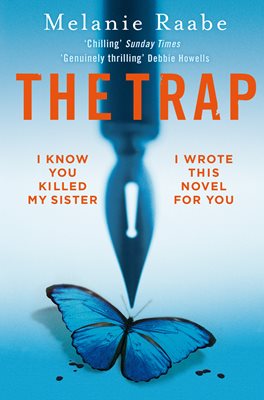 Melanie Raabe
'Chilling' Sunday Times
'Genuinely thrilling' Debbie Howells
THE TRAP
I KNOW
YOU
KILLED
MY SISTER
I WROTE
THIS
NOVEL
FOR YOU